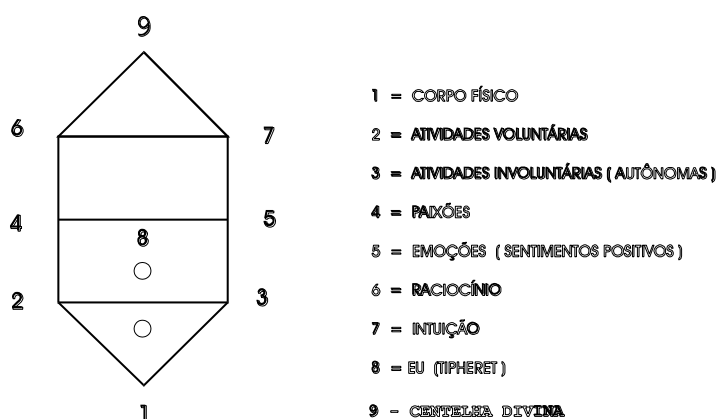 9
6
7
4
5
8
2
3
1
1 = CORPO FÍSICO
2 = ATIVIDADES VOLUNTÁRIAS
3 = ATIVIDADES INVOLUNTÁRIAS ( AUTÔNOMAS )
4 = PAIXÕES
5 = EMOÇÕES ( SENTIMENTOS POSITIVOS )
6 = RACIOCÍNIO
7 = INTUIÇÃO
8 = EU (TIPHERET )
9 - CENTELHA DIVINA